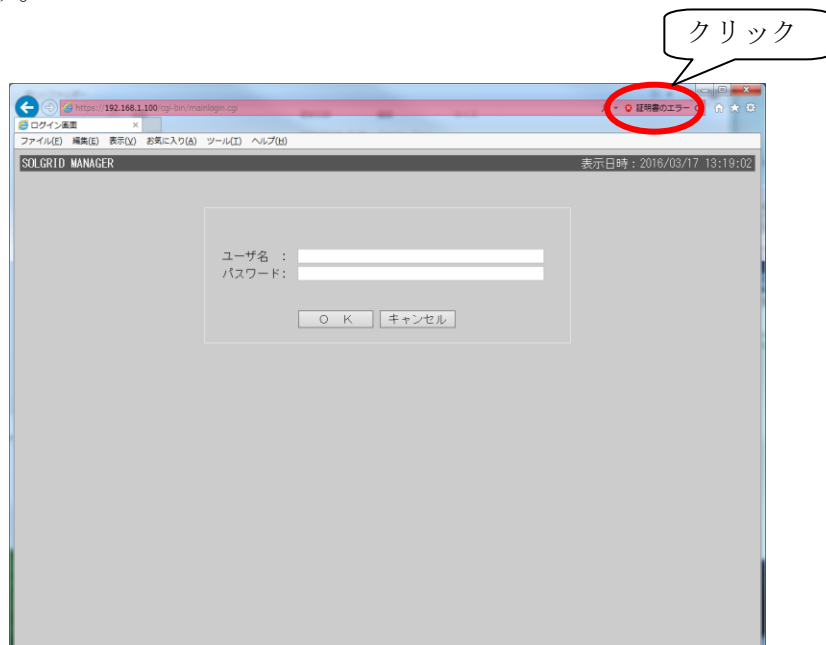 。
クリック
https://192.168.1.100/cgi-bin/mainlogin.cgi
証明書のエラー
ログイン画面
ファイル(F) 編集(E) 表示(V) お気に入り(A) ツール(T) ヘルプ(H)
SOLGRID MANAGER 表示日時:2016/03/17 13:19:02
ユーザ名 :
パスワード:
O K キャンセル